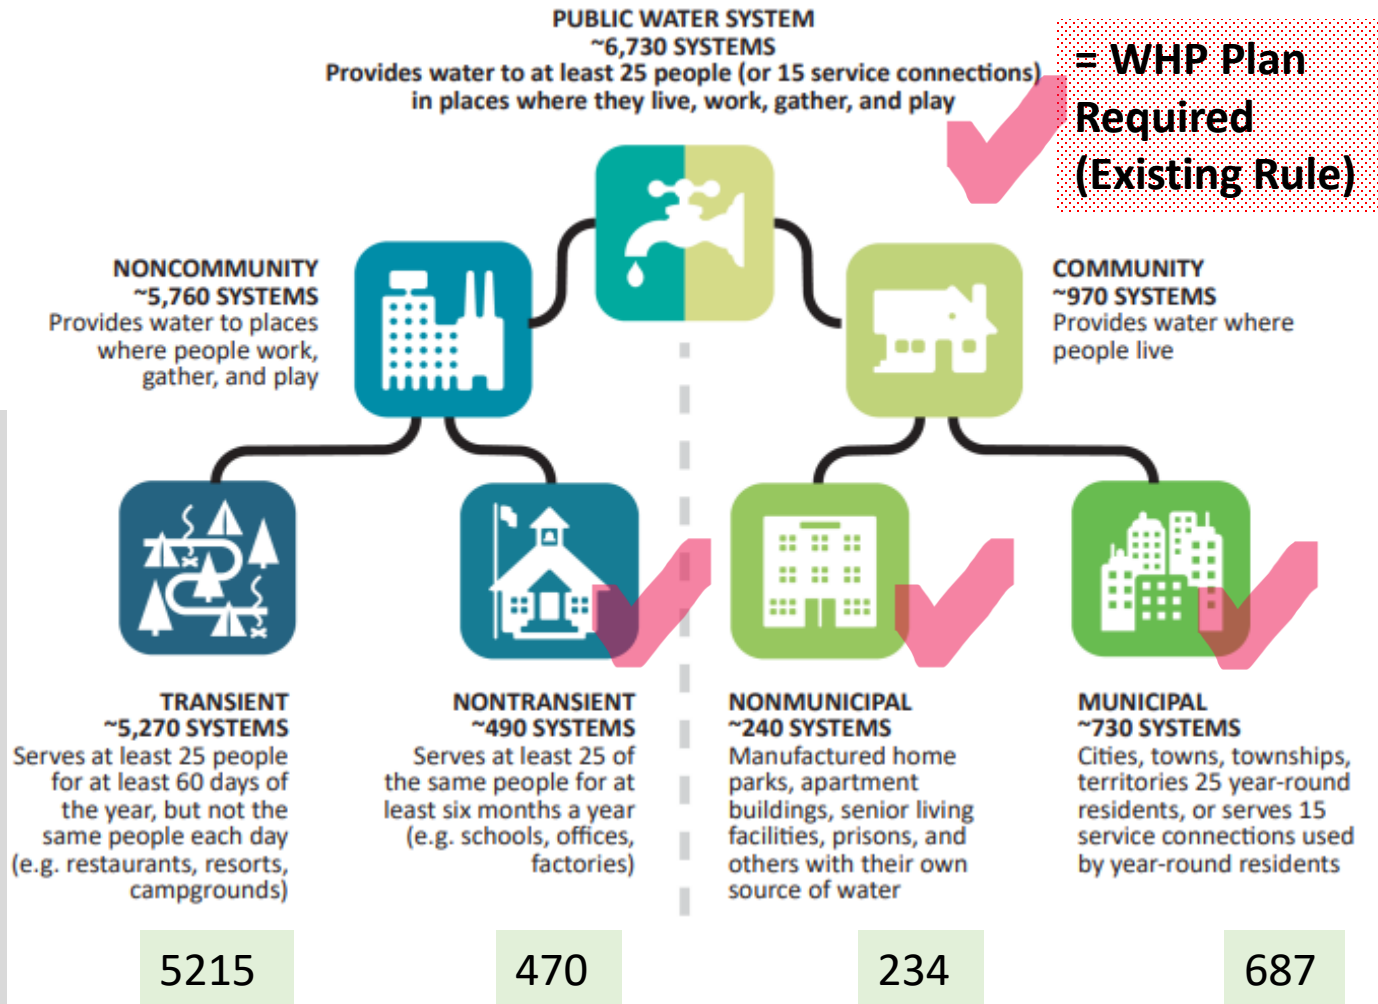 PUBLIC WATER SYSTEM
~6,730 SYSTEMS
Provides water to at least 25 people (or 15 service connections)
in places where they live, work, gather, and play
= WHP Plan
Required
(Existing Rule)
NONCOMMUNITY
~5,760 SYSTEMS
Provides water to places
where people work,
gather, and play
COMMUNITY
~970 SYSTEMS
Provides water where
people live
TRANSIENT
~5,270 SYSTEMS
Serves at least 25 people
for at least 60 days of
the year, but not the
same people each day
(e.g. restaurants, resorts,
campgrounds)
NONTRANSIENT
~490 SYSTEMS
Serves at least 25 of
the same people for at
least six months a year
(e.g. schools, offices,
factories)
NONMUNICIPAL
~240 SYSTEMS
Manufactured home
parks, apartment
buildings, senior living
facilities, prisons, and
others with their own
source of water
MUNICIPAL
~730 SYSTEMS
Cities, towns, townships,
territories 25 year-round
residents, or serves 15
service connections used
by year-round residents
5215
470
234
687